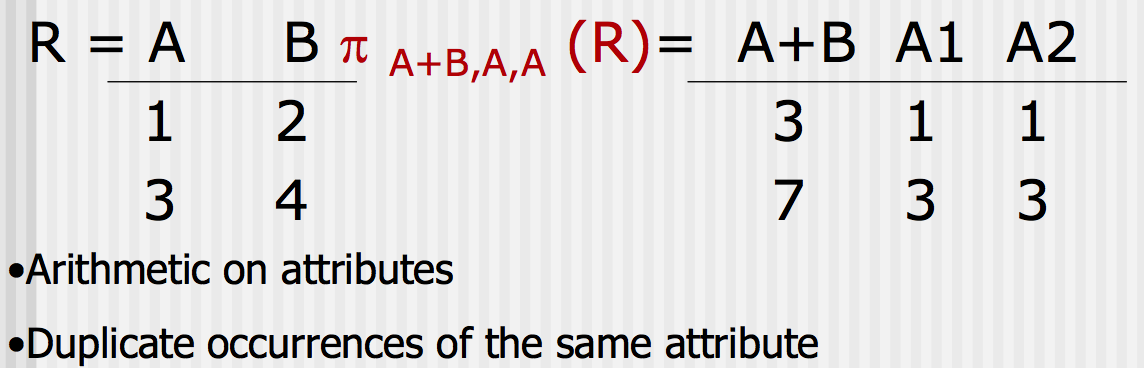 R = A B π A+B,A,A (R)= A+B A1 A2
1 2 3 1 1
3 4 7 3 3
•Arithmetic on attributes
•Duplicate occurrences of the same attribute